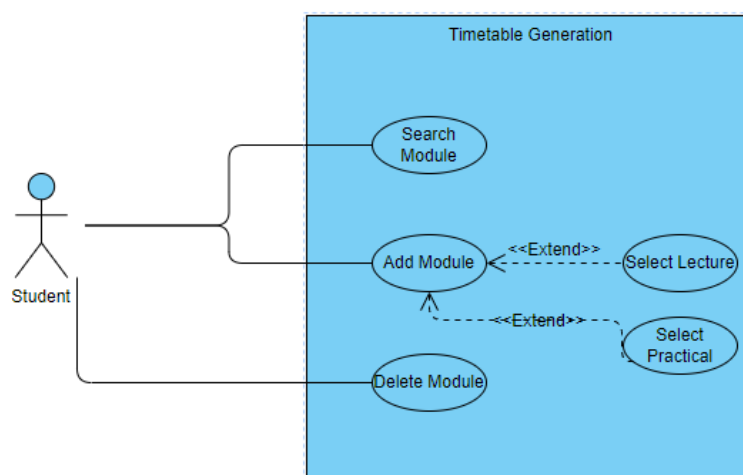 Timetable Generation
Search
Module
Add Module
<<Extend>>
Select Lecture
<<Extend>>
Select
Practical
Student
Delete Module